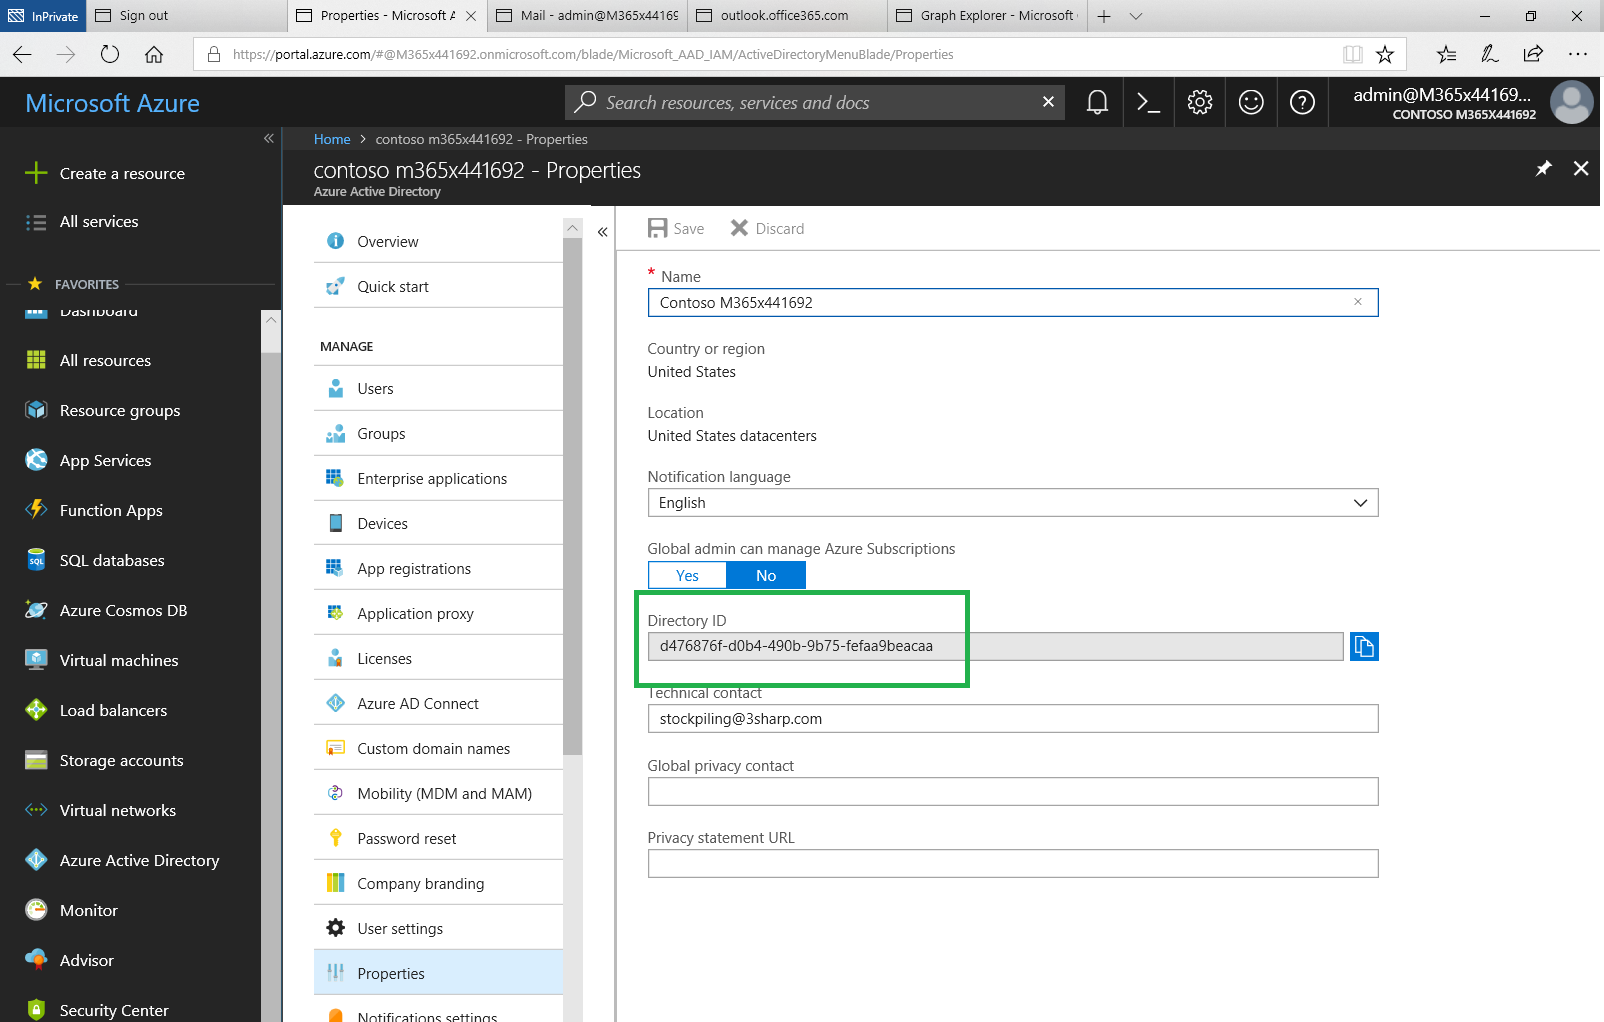 InPrivate
Sign out
Properties - Microsoft A
Mail - admin@M365x44169
outlook.office365.com
Graph Explorer - Microsoft
https://portal.azure.com/#@M365x441692.onmicrosoft.com/blade/Microsoft_AAD_IAM/ActiveDirectoryMenuBlade/Properties
Microsoft Azure
Search resources, services and docs
admin@M365x44169...
CONTOSO M365X441692
Home > contoso m365x441692 - Properties
contoso m365x441692 - Properties
Azure Active Directory
Create a resource
All services
FAVORITES
Dashboard
All resources
Resource groups
App Services
Function Apps
SQL databases
Azure Cosmos DB
Virtual machines
Load balancers
Storage accounts
Virtual networks
Azure Active Directory
Monitor
Advisor
Security Center
Overview
Quick start
MANAGE
Users
Groups
Enterprise applications
Devices
App registrations
Application proxy
Licenses
Azure AD Connect
Custom domain names
Mobility (MDM and MAM)
Password reset
Company branding
User settings
Properties
Notifications settings
Save
Discard
* Name
Contoso M365x441692
Country or region
United States
Location
United States datacenters
Notification language
English
Global admin can manage Azure Subscriptions
Yes No
Directory ID
d476876f-d0b4-490b-9b75-fefaa9beacaa
Technical contact
stockpiling@3sharp.com
Global privacy contact
Privacy statement URL